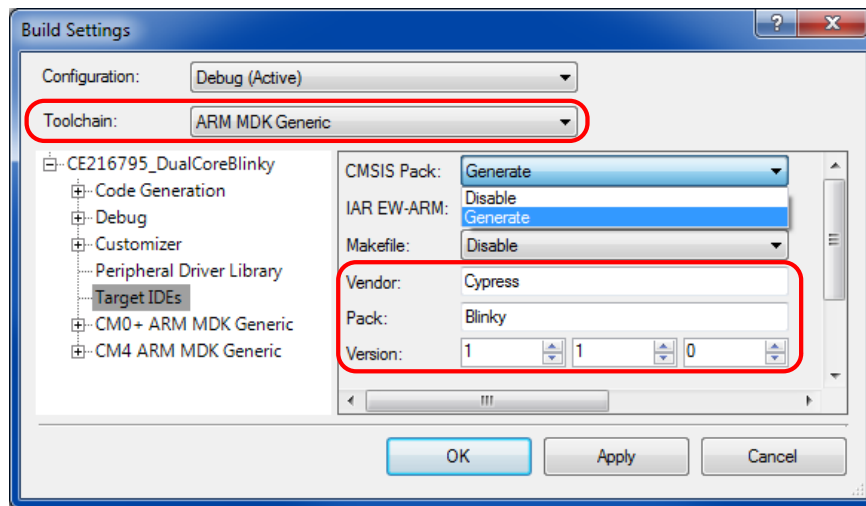 Build Settings
Configuration: Debug (Active)
Toolchain: ARM MDK Generic
CE216795_DualCoreBlinky
Code Generation
Debug
Customizer
Peripheral Driver Library
Target IDEs
CM0+ ARM MDK Generic
CM4 ARM MDK Generic
CMSIS Pack: Generate
Disable
IAR EW-ARM:
Generate
Makefile: Disable
Vendor: Cypress
Pack: Blinky
Version: 1 1 0
OK Apply Cancel